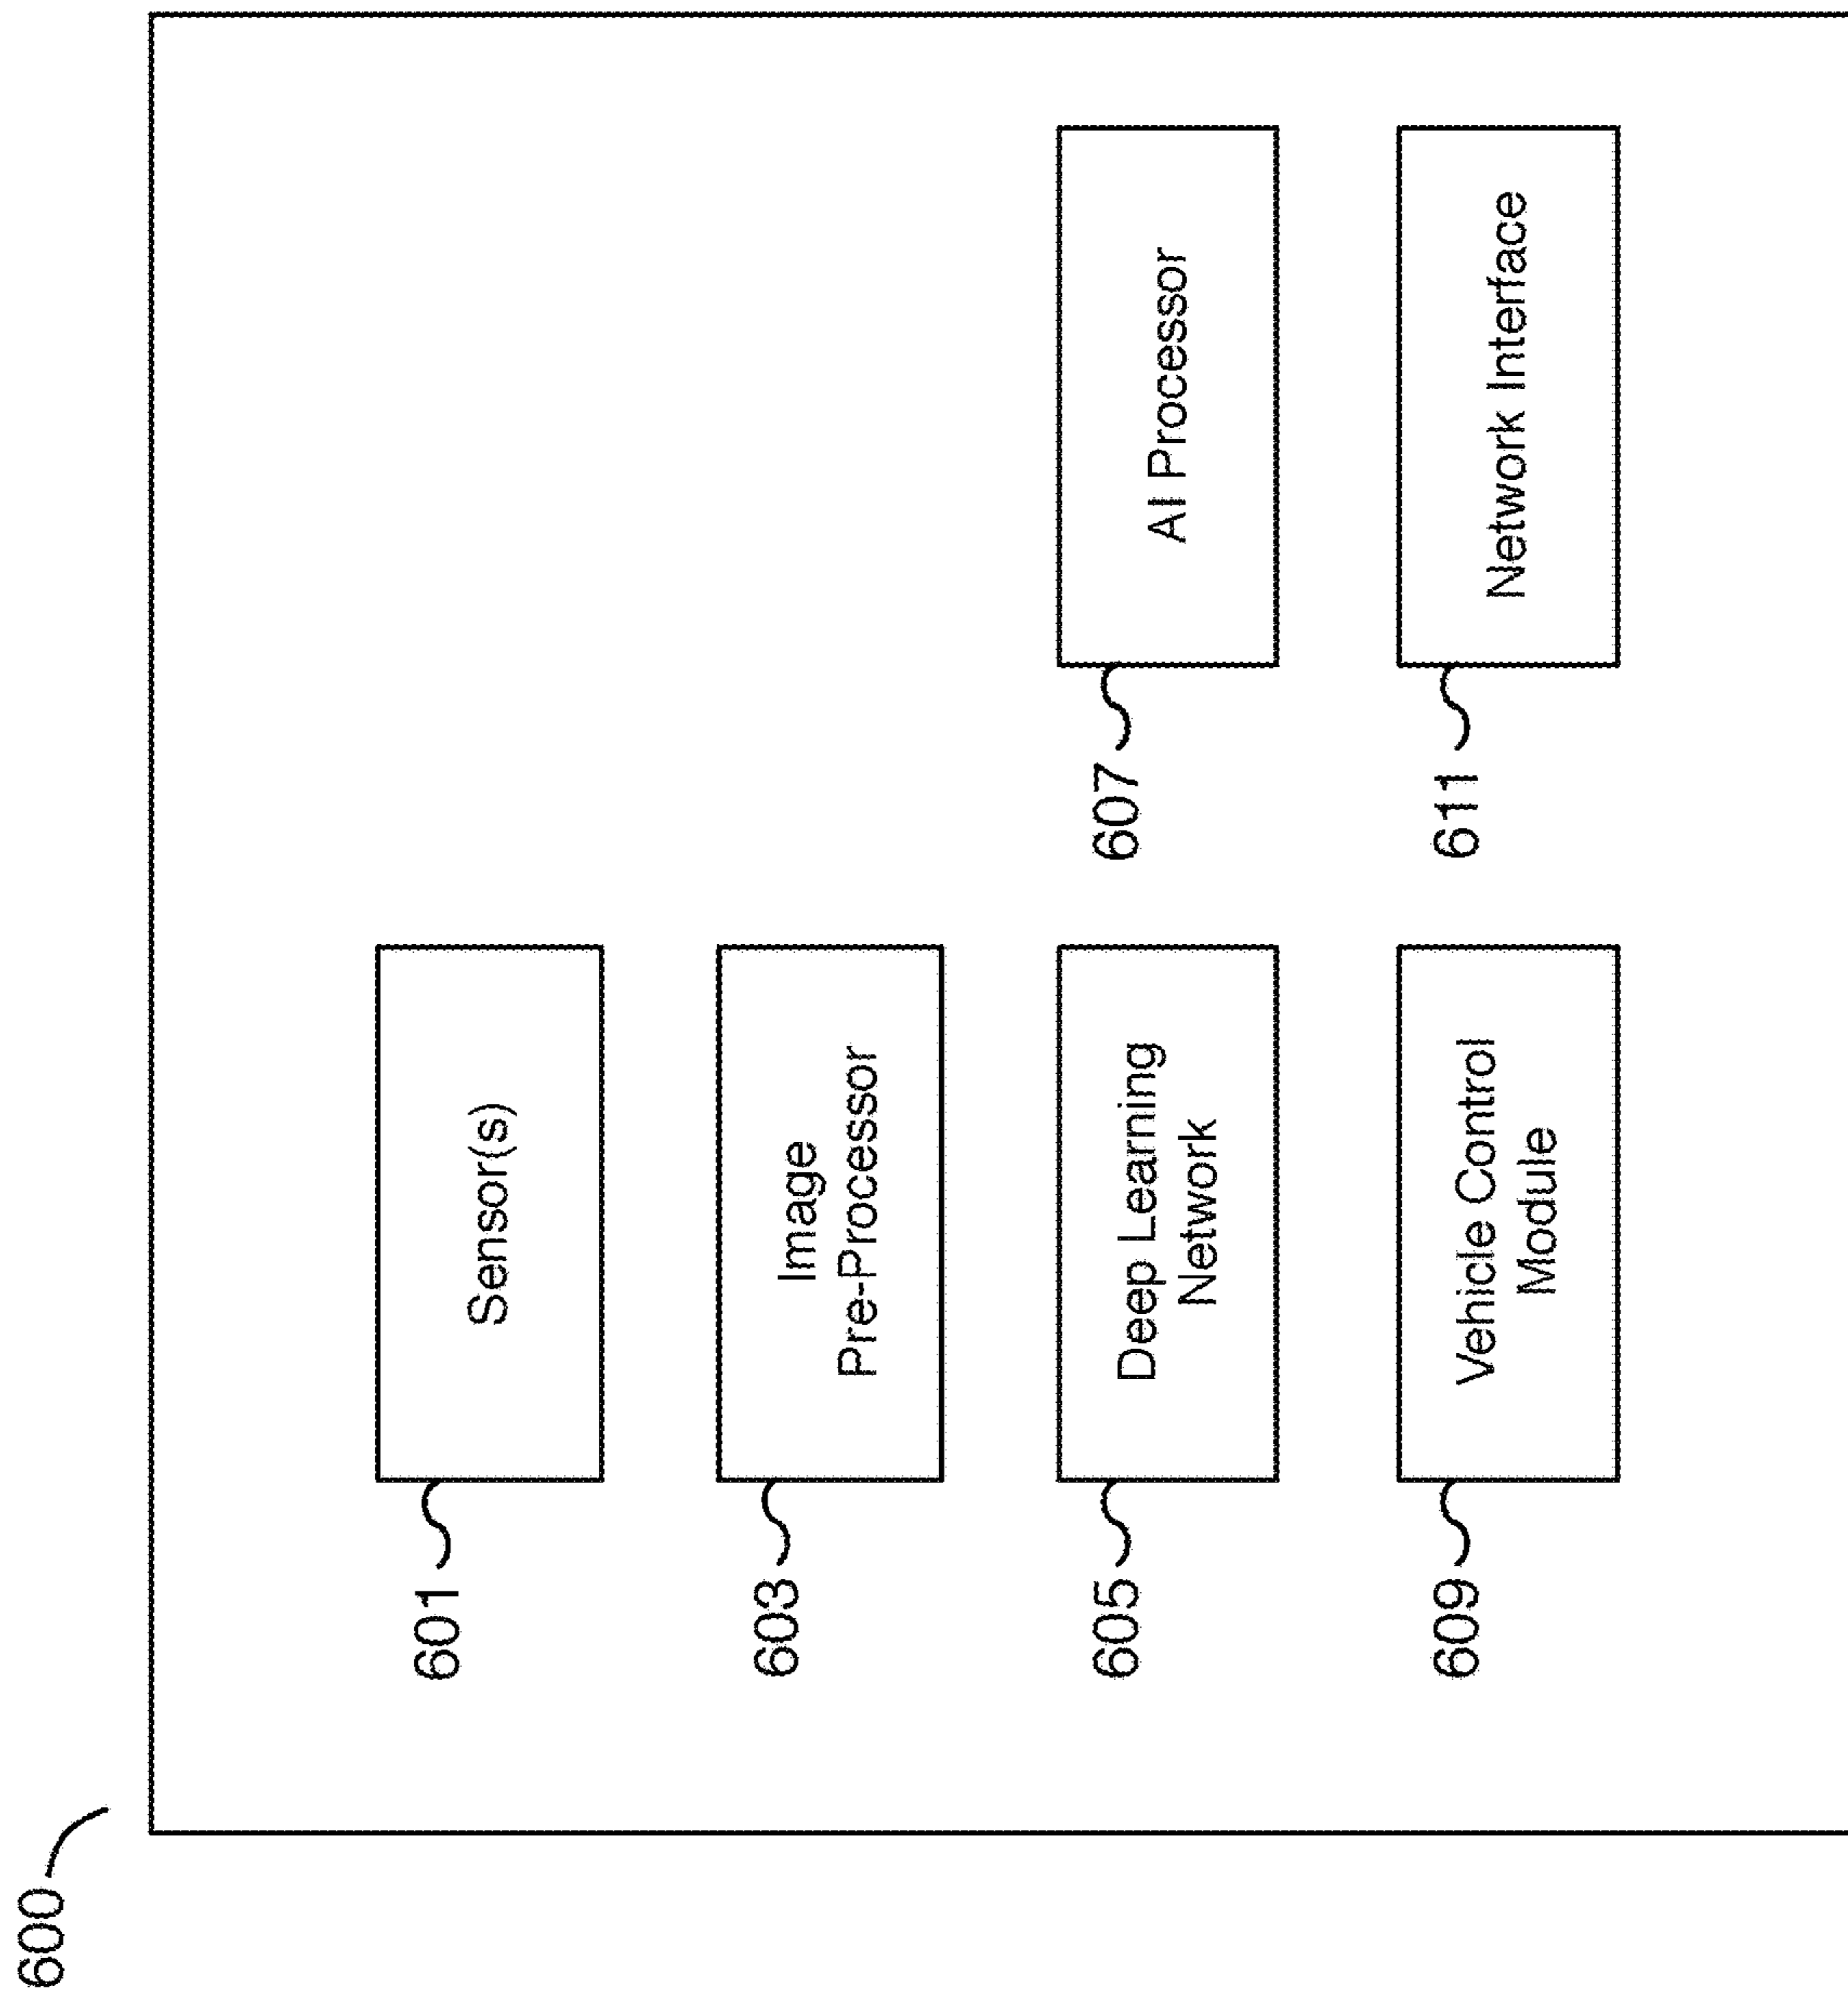 600
601
Sensor(s)
603
Image
Pre-Processor
605
Deep Learning
Network
607
AI Processor
609
Vehicle Control
Module
611
Network Interface